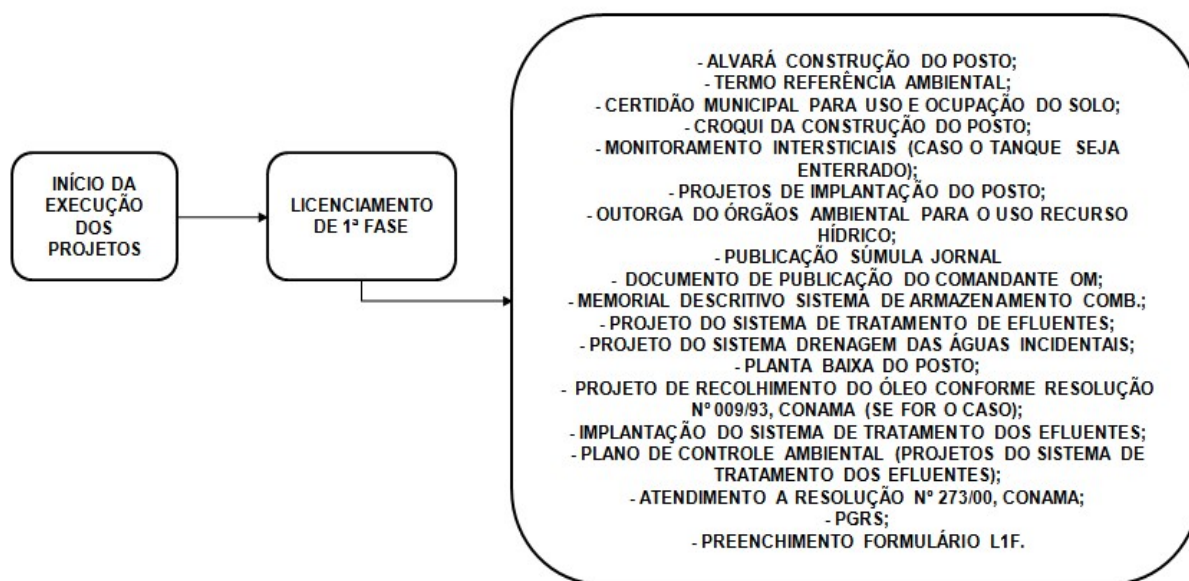 INÍCIO DA
EXECUÇÃO
DOS
PROJETOS
LICENCIAMENTO
DE 1ª FASE
- ALVARÁ CONSTRUÇÃO DO POSTO;
- TERMO REFERÊNCIA AMBIENTAL;
- CERTIDÃO MUNICIPAL PARA USO E OCUPAÇÃO DO SOLO;
- CROQUI DA CONSTRUÇÃO DO POSTO;
- MONITORAMENTO INTERSTICIAIS (CASO O TANQUE SEJA
ENTERRADO);
- PROJETOS DE IMPLANTAÇÃO DO POSTO;
- OUTORGA DO ÓRGÃOS AMBIENTAL PARA O USO RECURSO
HÍDRICO;
- PUBLICAÇÃO SÚMULA JORNAL
- DOCUMENTO DE PUBLICAÇÃO DO COMANDANTE OM;
- MEMORIAL DESCRITIVO SISTEMA DE ARMAZENAMENTO COMB.;
- PROJETO DO SISTEMA DE TRATAMENTO DE EFLUENTES;
- PROJETO DO SISTEMA DRENAGEM DAS ÁGUAS INCIDENTAIS;
- PLANTA BAIXA DO POSTO;
- PROJETO DE RECOLHIMENTO DO ÓLEO CONFORME RESOLUÇÃO
Nº 009/93, CONAMA (SE FOR O CASO);
- IMPLANTAÇÃO DO SISTEMA DE TRATAMENTO DOS EFLUENTES;
- PLANO DE CONTROLE AMBIENTAL (PROJETOS DO SISTEMA DE
TRATAMENTO DOS EFLUENTES);
- ATENDIMENTO A RESOLUÇÃO Nº 273/00, CONAMA;
- PGRS;
- PREENCHIMENTO FORMULÁRIO L1F.